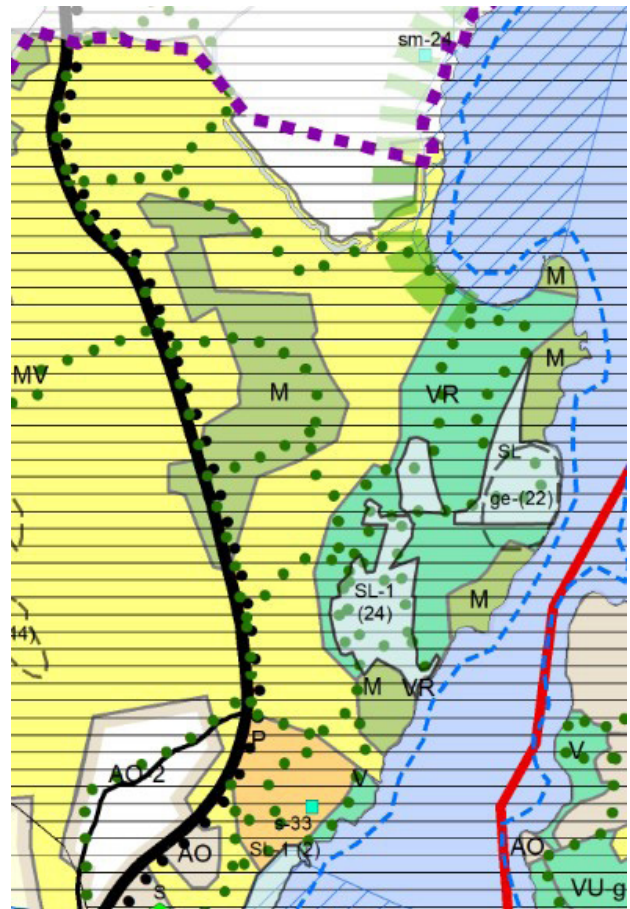 sm-24
M
M
MV
M
VR
SL
ge-(22)
SL-1
(24)
M
44)
M
VR
P
V
V
AO-2
s-33
AO
SL-1 (2)
AO
S
VU-g